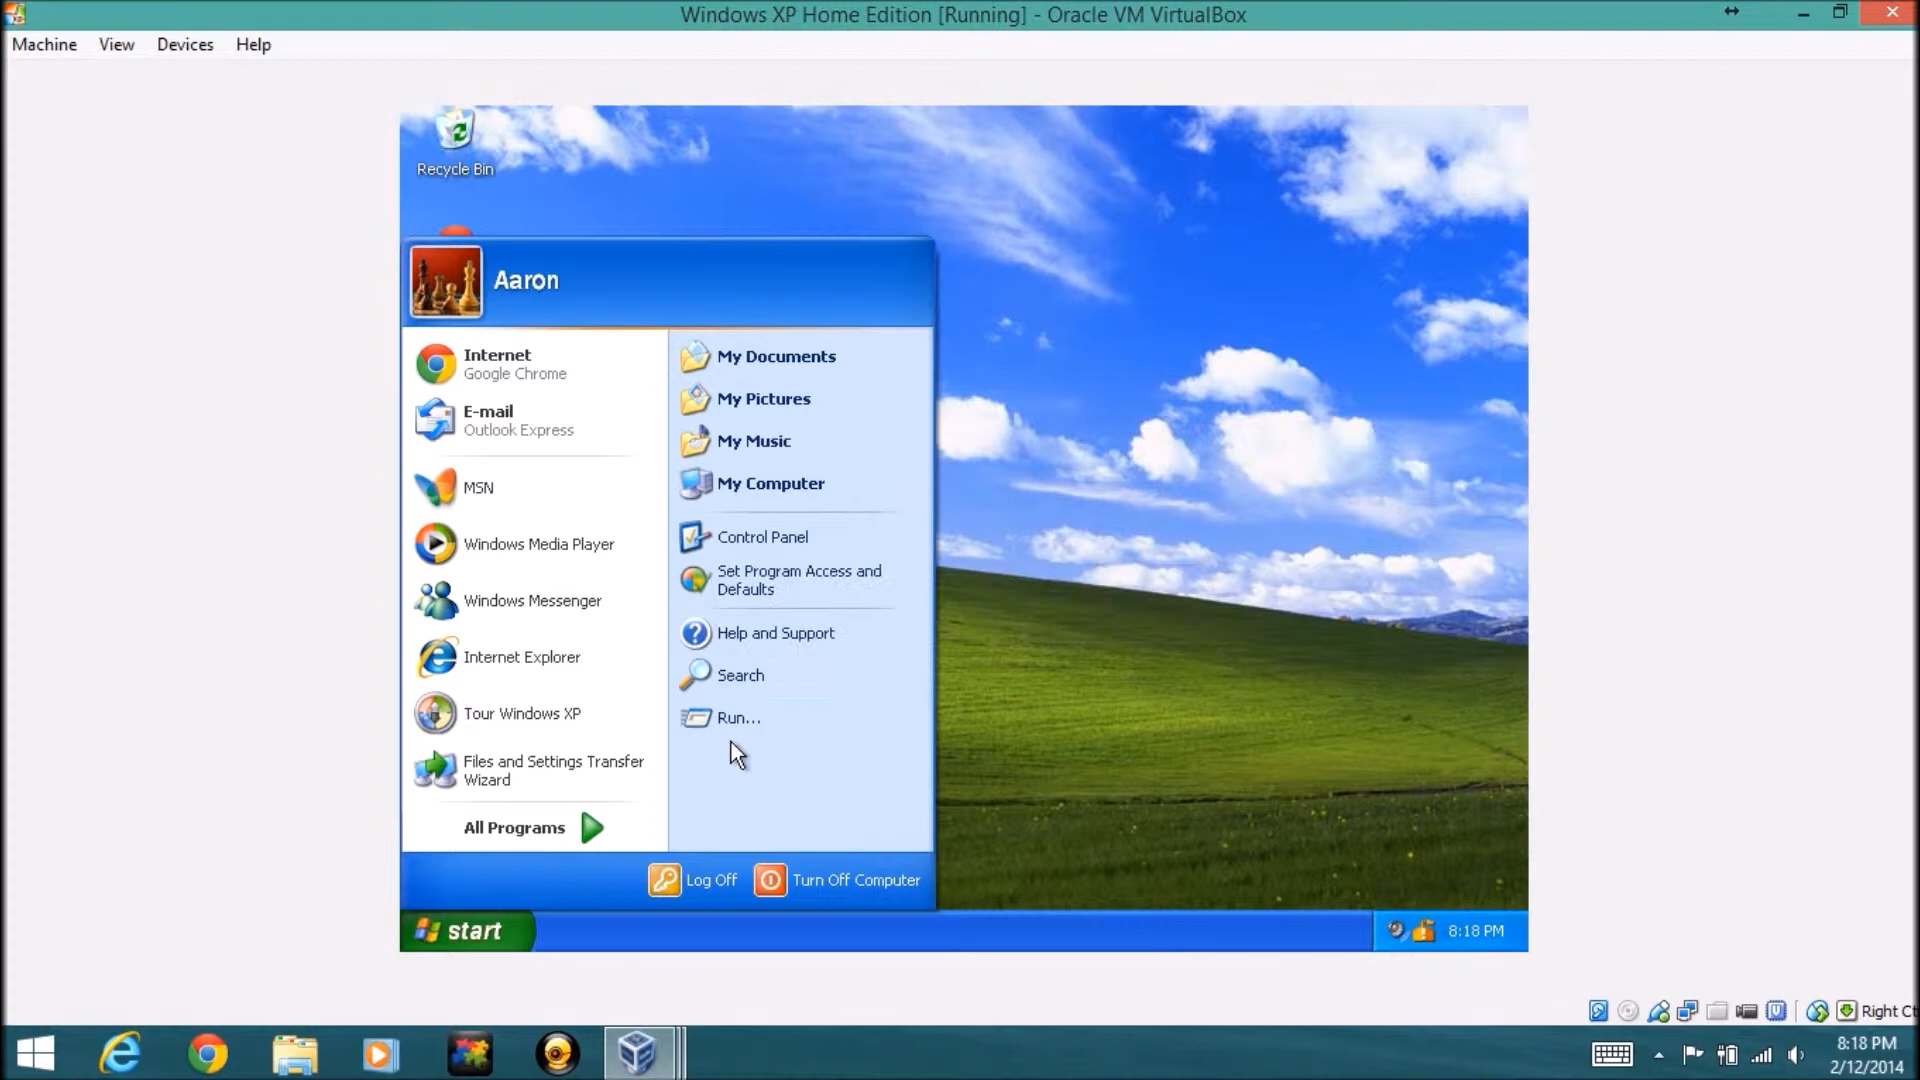 Windows XP Home Edition [Running] - Oracle VM VirtualBox
Machine View Devices Help
Recycle Bin
Aaron
Internet
Google Chrome
E-mail
Outlook Express
MSN
Windows Media Player
Windows Messenger
Internet Explorer
Tour Windows XP
Files and Settings Transfer
Wizard
All Programs
My Documents
My Pictures
My Music
My Computer
Control Panel
Set Program Access and
Defaults
Help and Support
Search
Run...
Log Off
Turn Off Computer
start
8:18 PM
Right Ct
8:18 PM
2/12/2014